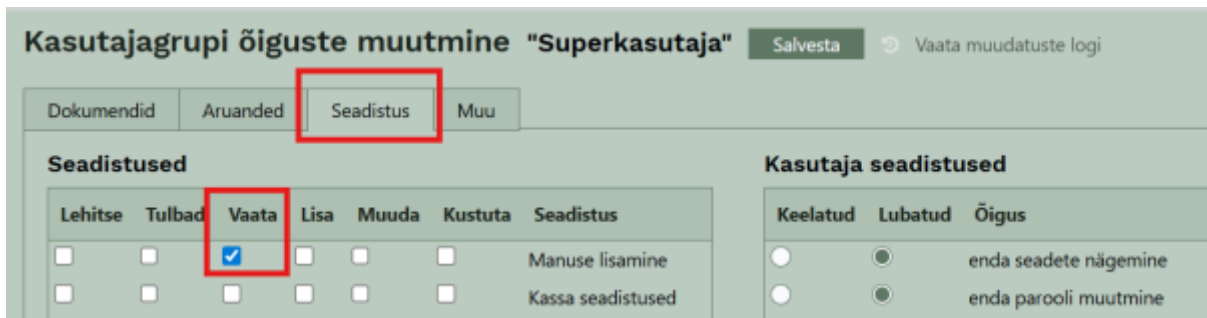 Kasutajagrupi õiguste muutmine "Superkasutaja" Salvesta Vaata muudatuste logi
Dokumendid Aruanded Seadistus Muu
Seadistused
Lehitse Tulbad Vaata Lisa Muuda Kustuta Seadistus
Manuse lisamine
Kassa seadistused
Kasutaja seadistused
Keelatud Lubatud Õigus
enda seadete nägemine
enda parooli muutmine